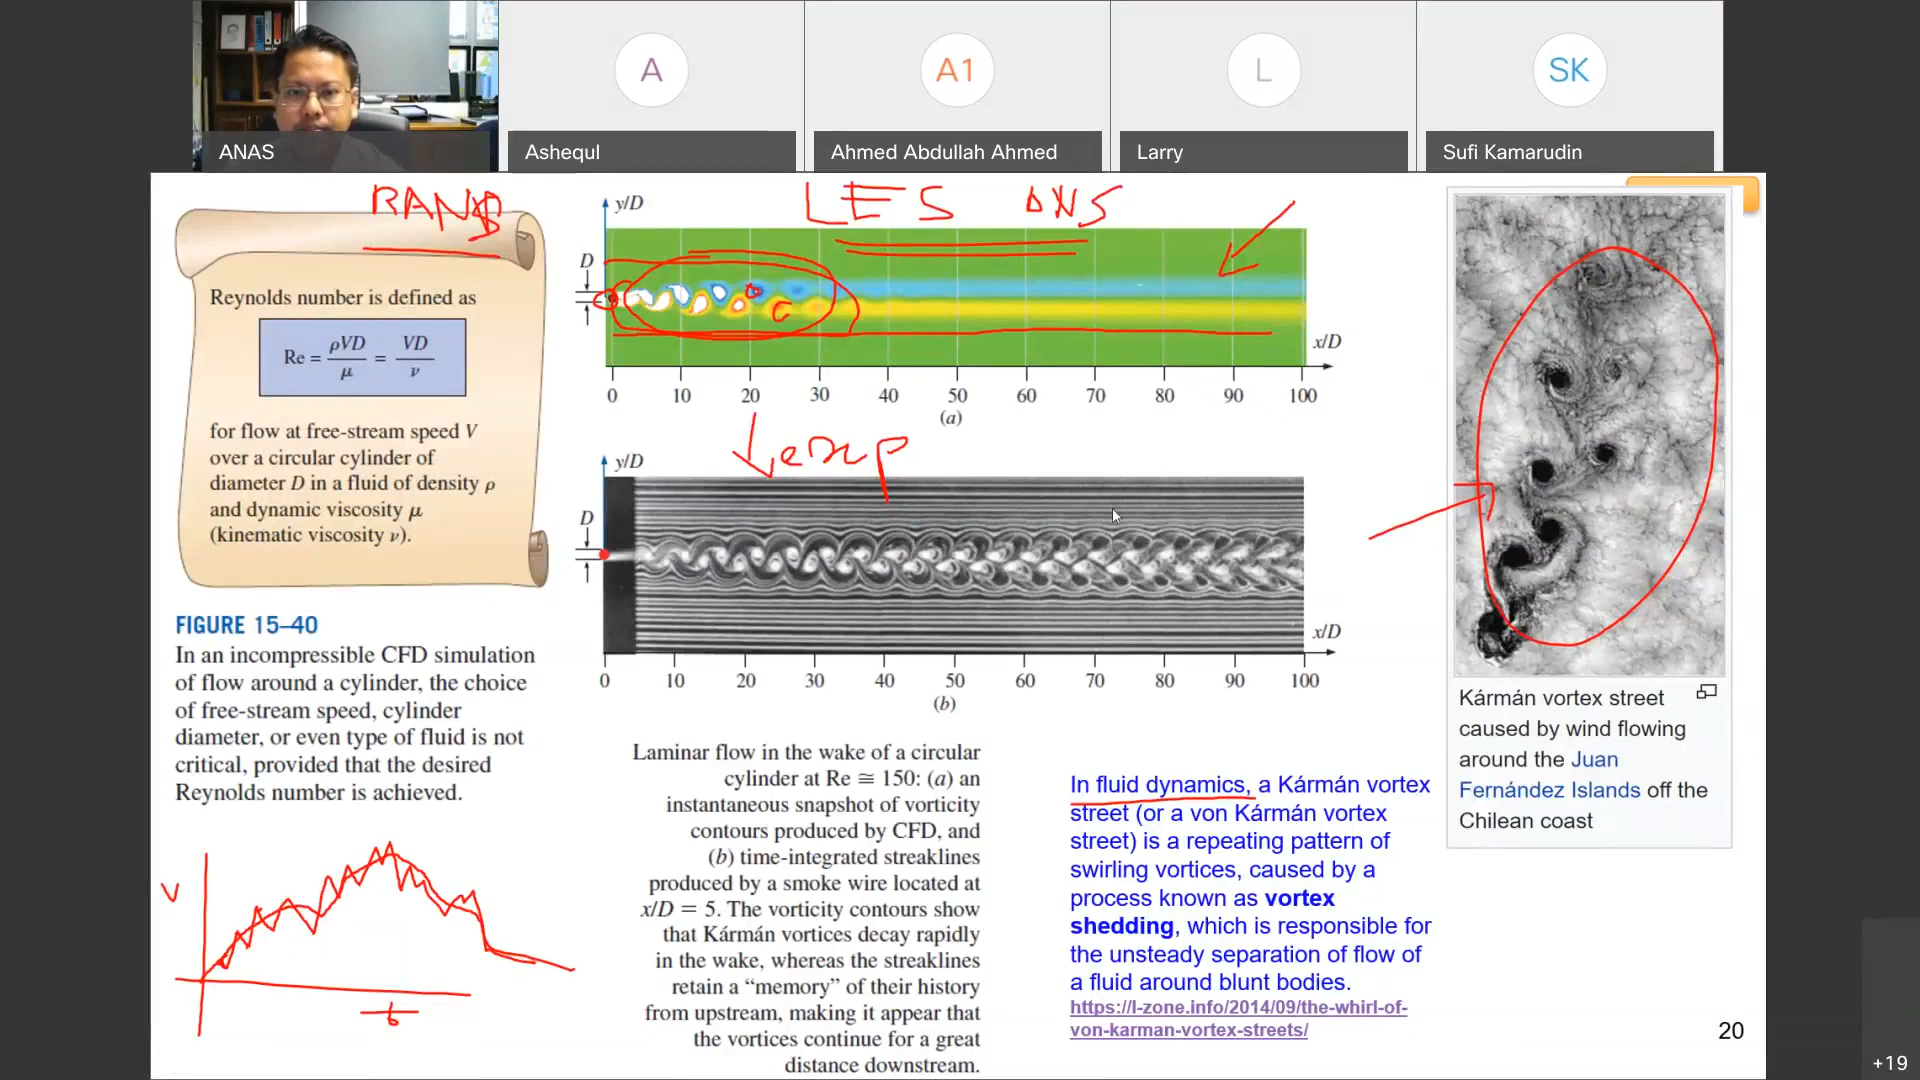 A
A1
L
SK
ANAS
Ashequl
Ahmed Abdullah Ahmed
Larry
Sufi Kamarudin
RANS
LES DNS
Reynolds number is defined as
Re = ρVD/μ = VD/ν
for flow at free-stream speed V
over a circular cylinder of
diameter D in a fluid of density ρ
and dynamic viscosity μ
(kinematic viscosity ν).
FIGURE 15–40
In an incompressible CFD simulation
of flow around a cylinder, the choice
of free-stream speed, cylinder
diameter, or even type of fluid is not
critical, provided that the desired
Reynolds number is achieved.
V
t
y/D
D
x/D
0 10 20 30 40 50 60 70 80 90 100
(a)
exp
y/D
D
x/D
0 10 20 30 40 50 60 70 80 90 100
(b)
Laminar flow in the wake of a circular
cylinder at Re ≅ 150: (a) an
instantaneous snapshot of vorticity
contours produced by CFD, and
(b) time-integrated streaklines
produced by a smoke wire located at
x/D = 5. The vorticity contours show
that Kármán vortices decay rapidly
in the wake, whereas the streaklines
retain a “memory” of their history
from upstream, making it appear that
the vortices continue for a great
distance downstream.
In fluid dynamics, a Kármán vortex
street (or a von Kármán vortex
street) is a repeating pattern of
swirling vortices, caused by a
process known as vortex
shedding, which is responsible for
the unsteady separation of flow of
a fluid around blunt bodies.
https://l-zone.info/2014/09/the-whirl-of-
von-karman-vortex-streets/
Kármán vortex street
caused by wind flowing
around the Juan
Fernández Islands off the
Chilean coast
20
+19